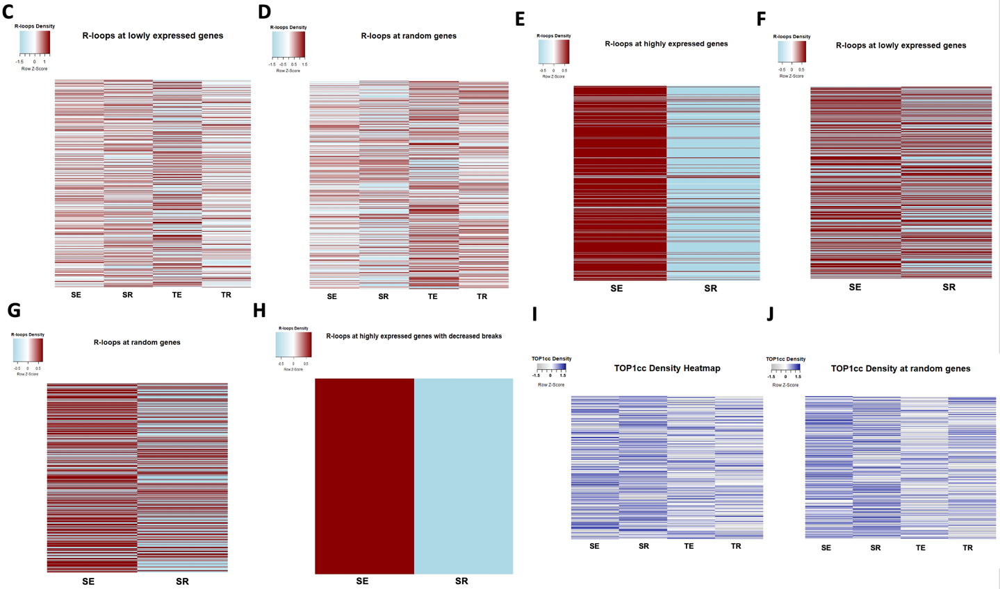 C
R-loops Density
-1.5 0 1
Row Z-Score
R-loops at lowly expressed genes
SE SR TE TR
D
R-loops Density
-1.5 -0.5 0.5 1.5
Row Z-Score
R-loops at random genes
SE SR TE TR
E
R-loops Density
-0.5 0 0.5
Row Z-Score
R-loops at highly expressed genes
SE SR
F
R-loops Density
-0.5 0 0.5
Row Z-Score
R-loops at lowly expressed genes
SE SR
G
R-loops Density
-0.5 0 0.5
Row Z-Score
R-loops at random genes
SE SR
H
R-loops Density
-0.5 0 0.5
Row Z-Score
R-loops at highly expressed genes with decreased breaks
SE SR
I
TOP1cc Density
-1.5 0 1.5
Row Z-Score
TOP1cc Density Heatmap
SE SR TE TR
J
TOP1cc Density
-1.5 0 1.5
Row Z-Score
TOP1cc Density at random genes
SE SR TE TR